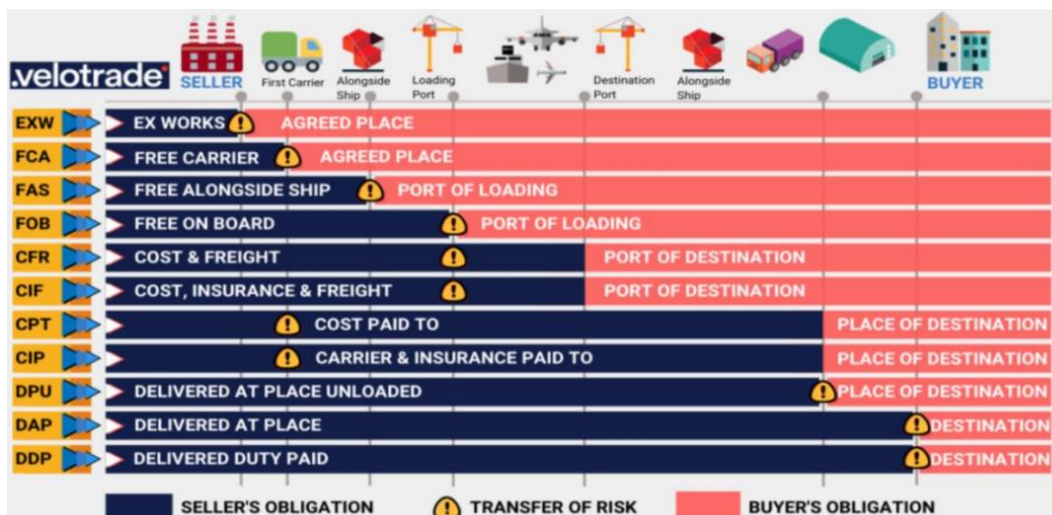 .velotrade
SELLER
First Carrier
Alongside
Ship
Loading
Port
Destination
Port
Alongside
Ship
BUYER
EXW EX WORKS AGREED PLACE
FCA FREE CARRIER AGREED PLACE
FAS FREE ALONGSIDE SHIP PORT OF LOADING
FOB FREE ON BOARD PORT OF LOADING
CFR COST & FREIGHT PORT OF DESTINATION
CIF COST, INSURANCE & FREIGHT PORT OF DESTINATION
CPT COST PAID TO PLACE OF DESTINATION
CIP CARRIER & INSURANCE PAID TO PLACE OF DESTINATION
DPU DELIVERED AT PLACE UNLOADED PLACE OF DESTINATION
DAP DELIVERED AT PLACE DESTINATION
DDP DELIVERED DUTY PAID DESTINATION
SELLER'S OBLIGATION TRANSFER OF RISK BUYER'S OBLIGATION